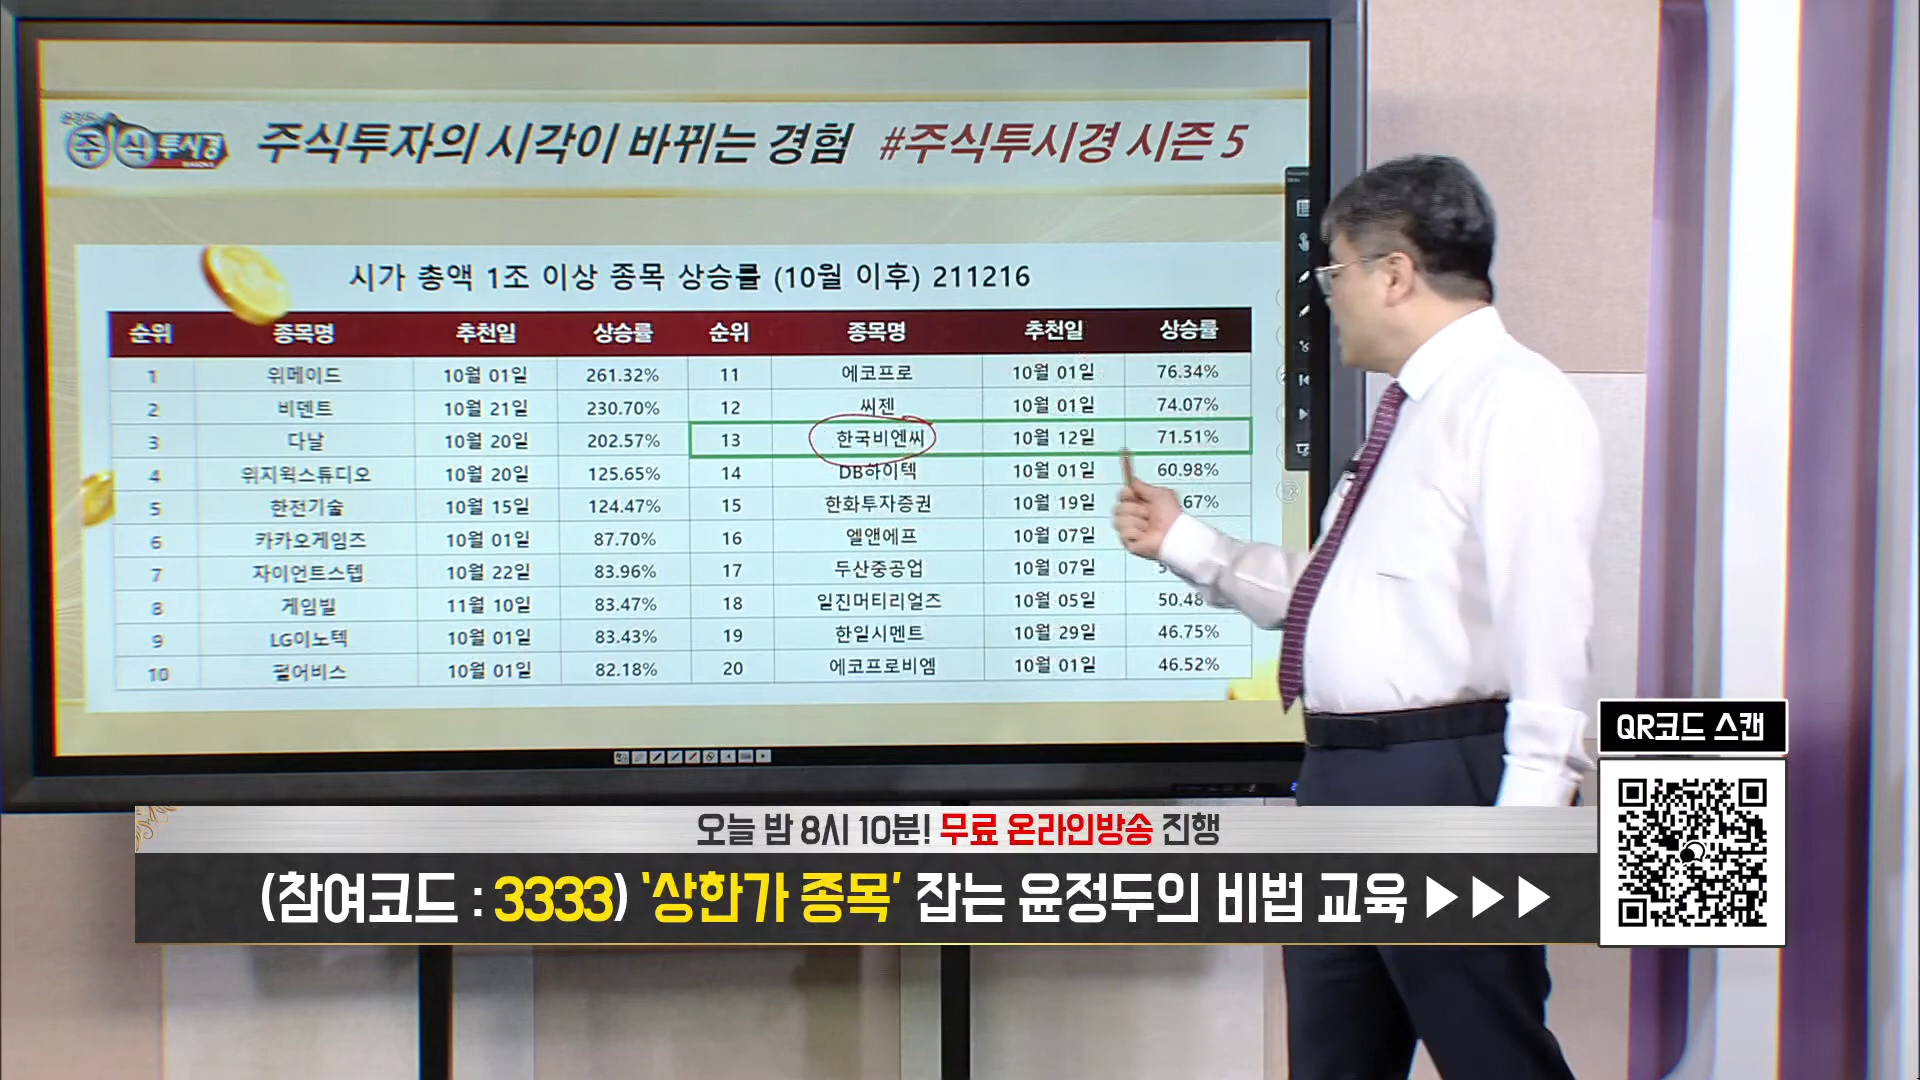 주식투시경
주식투자의 시각이 바뀌는 경험 #주식투시경 시즌 5
시가 총액 1조 이상 종목 상승률 (10월 이후) 211216
순위 종목명 추천일 상승률 순위 종목명 추천일 상승률
1 위메이드 10월 01일 261.32% 11 에코프로 10월 01일 76.34%
2 비덴트 10월 21일 230.70% 12 씨젠 10월 01일 74.07%
3 다날 10월 20일 202.57% 13 한국비엔씨 10월 12일 71.51%
4 위지윅스튜디오 10월 20일 125.65% 14 DB하이텍 10월 01일 60.98%
5 한전기술 10월 15일 124.47% 15 한화투자증권 10월 19일 .67%
6 카카오게임즈 10월 01일 87.70% 16 엘앤에프 10월 07일
7 자이언트스텝 10월 22일 83.96% 17 두산중공업 10월 07일
8 게임빌 11월 10일 83.47% 18 일진머티리얼즈 10월 05일 50.48
9 LG이노텍 10월 01일 83.43% 19 한일시멘트 10월 29일 46.75%
10 펄어비스 10월 01일 82.18% 20 에코프로비엠 10월 01일 46.52%
QR코드 스캔
오늘 밤 8시 10분! 무료 온라인방송 진행
(참여코드 : 3333) '상한가 종목' 잡는 윤정두의 비법 교육 ▶▶▶